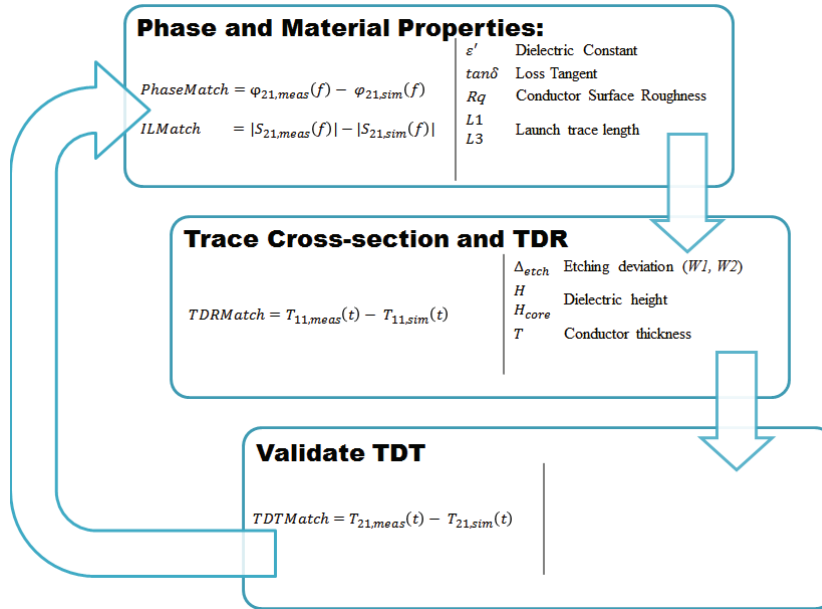 Phase and Material Properties:
PhaseMatch = φ21,meas(f) − φ21,sim(f)
ILMatch = |S21,meas(f)| − |S21,sim(f)|
ε′ Dielectric Constant
tanδ Loss Tangent
Rq Conductor Surface Roughness
L1
L3 Launch trace length
Trace Cross-section and TDR
TDRMatch = T11,meas(t) − T11,sim(t)
Δetch Etching deviation (W1, W2)
H
Hcore Dielectric height
T Conductor thickness
Validate TDT
TDTMatch = T21,meas(t) − T21,sim(t)